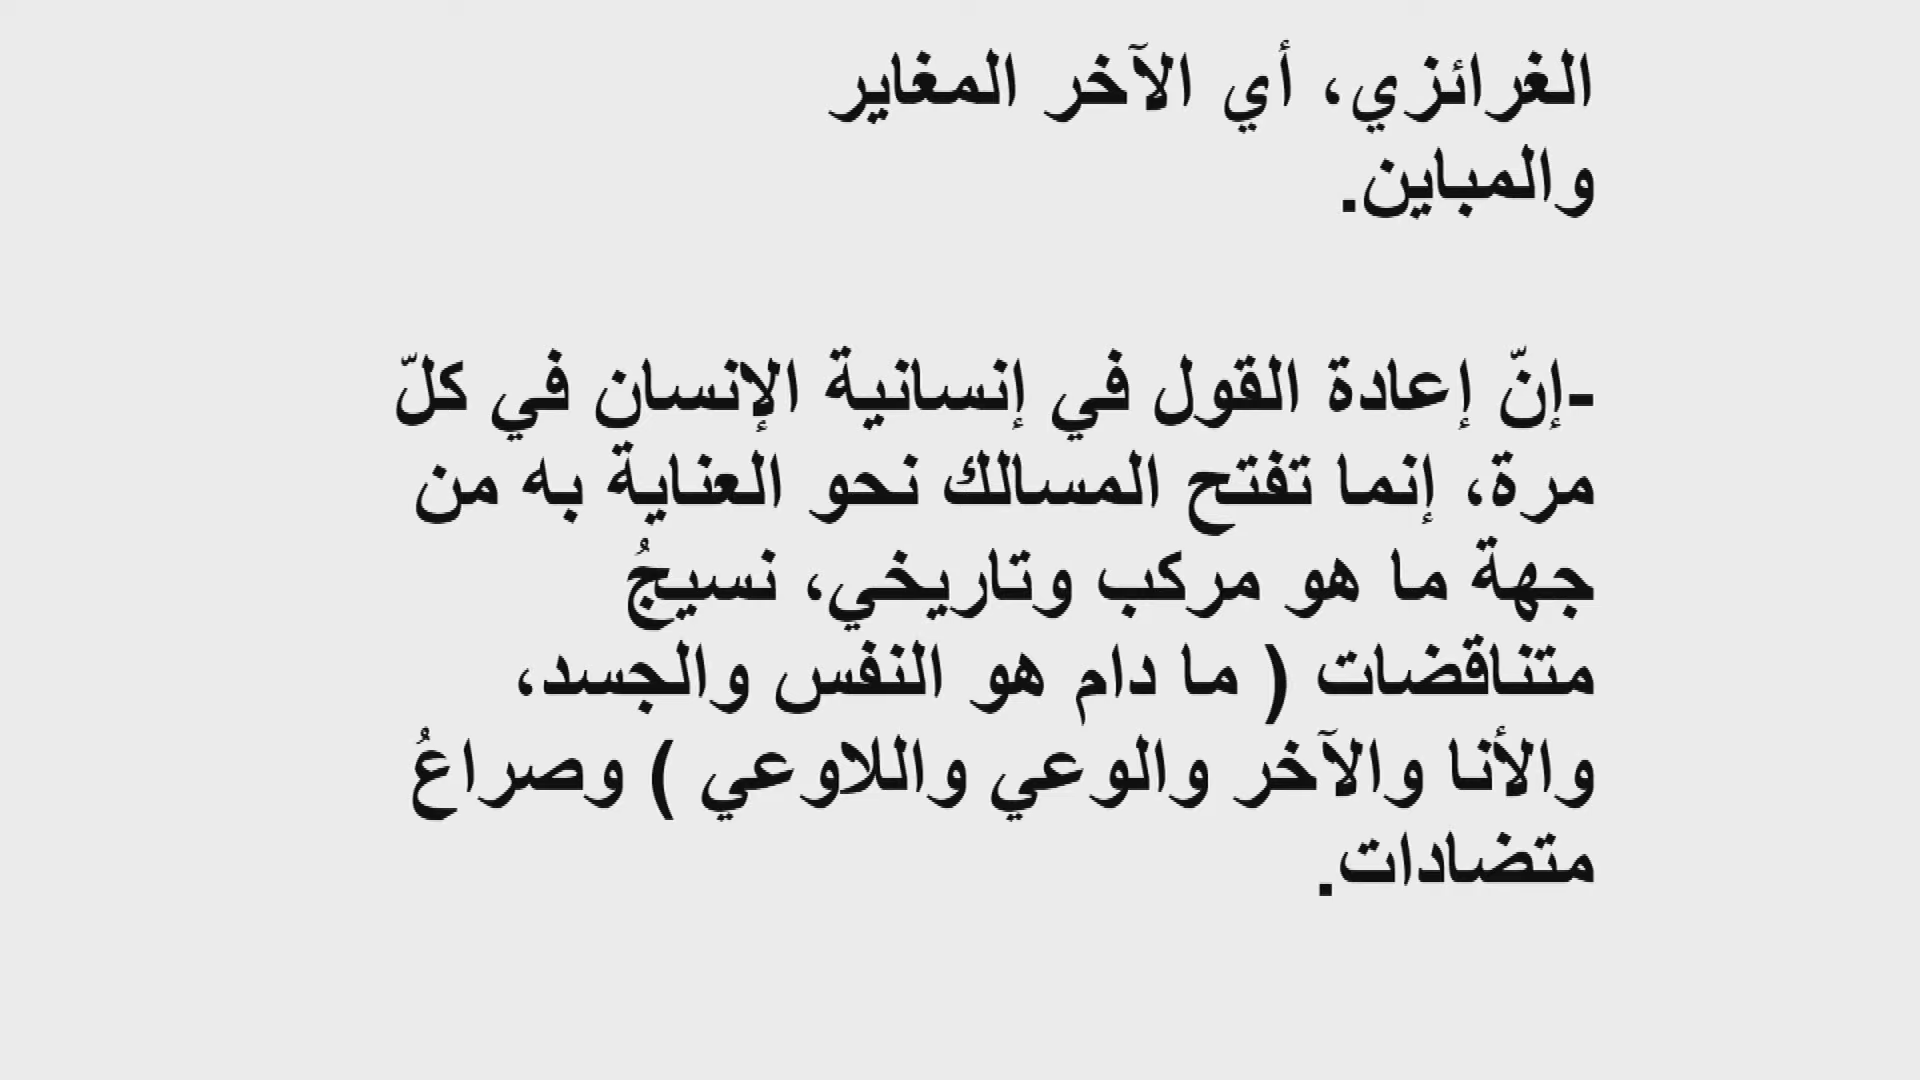 الغرائزي، أي الآخر المغاير
والمباين.
-إنّ إعادة القول في إنسانية الإنسان في كلّ
مرة، إنما تفتح المسالك نحو العناية به من
جهة ما هو مركب وتاريخي، نسيجُ
متناقضات ( ما دام هو النفس والجسد،
والأنا والآخر والوعي واللاوعي ) وصراعُ
متضادات.